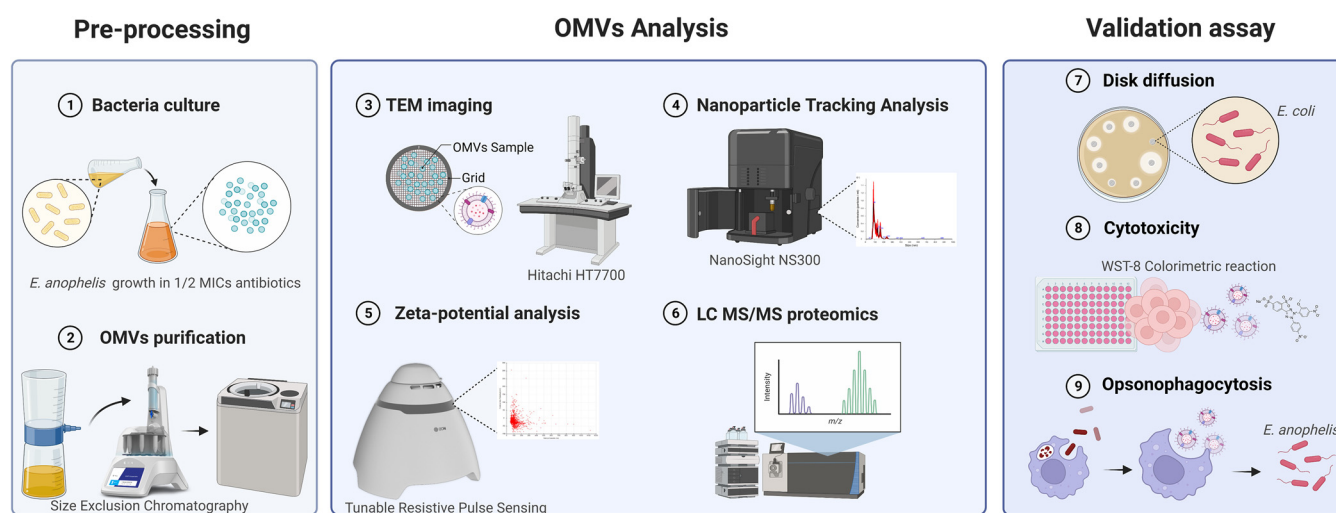 Pre-processing
OMVs Analysis
Validation assay
1 Bacteria culture
E. anophelis growth in 1/2 MICs antibiotics
2 OMVs purification
Size Exclusion Chromatography
3 TEM imaging
OMVs Sample
Grid
Hitachi HT7700
4 Nanoparticle Tracking Analysis
NanoSight NS300
5 Zeta-potential analysis
Tunable Resistive Pulse Sensing
6 LC MS/MS proteomics
Intensity
m/z
7 Disk diffusion
E. coli
8 Cytotoxicity
WST-8 Colorimetric reaction
9 Opsonophagocytosis
E. anophelis